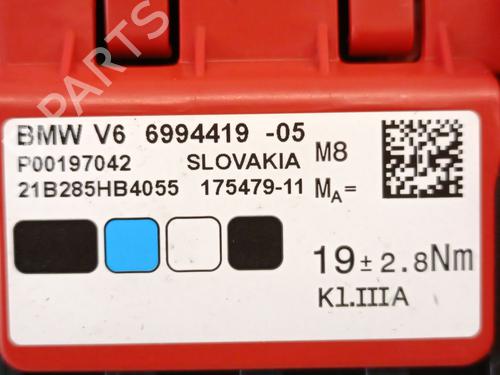 BMW V6 6994419 -05
P00197042 SLOVAKIA M8
21B285HB4055 175479-11 MA=
19 ± 2.8Nm
Kl.IIIA
B-PARTS